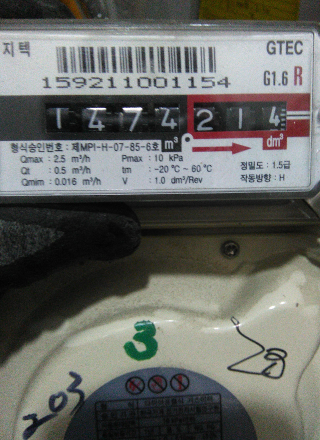 지텍
GTEC
159211001154
G1.6 R
1474 214
m³ dm³
형식승인번호 : 제MPI-H-07-85-6호
Qmax : 2.5 m³/h Pmax : 10 kPa
Qt : 0.5 m³/h tm : -20°C ~ 60°C 정밀도 : 1.5급
Qmin : 0.016 m³/h V : 1.0 dm³/Rev 작동방향 : H
3
203